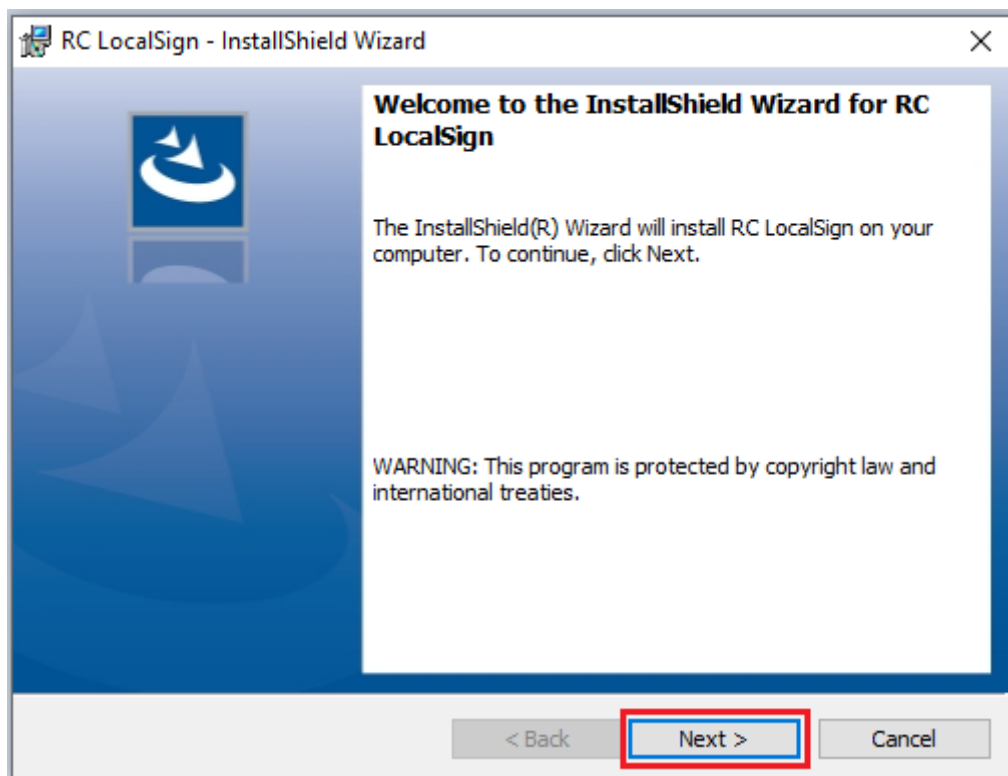 RC LocalSign - InstallShield Wizard
Welcome to the InstallShield Wizard for RC
LocalSign
The InstallShield(R) Wizard will install RC LocalSign on your
computer. To continue, click Next.
WARNING: This program is protected by copyright law and
international treaties.
< Back Next > Cancel